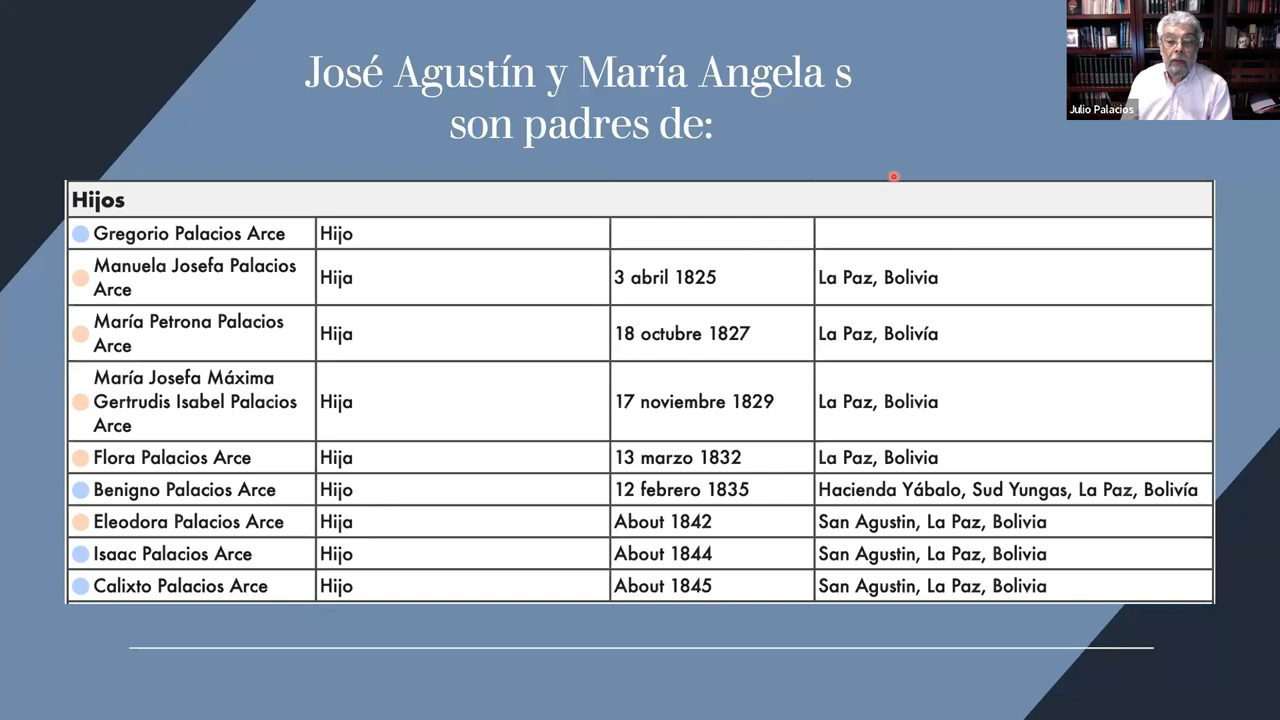 José Agustín y María Angela s
son padres de:
Julio Palacios
Hijos
Gregorio Palacios Arce Hijo
Manuela Josefa Palacios
Arce Hija 3 abril 1825 La Paz, Bolivia
María Petrona Palacios
Arce Hija 18 octubre 1827 La Paz, Bolivía
María Josefa Máxima
Gertrudis Isabel Palacios Hija 17 noviembre 1829 La Paz, Bolivia
Arce
Flora Palacios Arce Hija 13 marzo 1832 La Paz, Bolivia
Benigno Palacios Arce Hijo 12 febrero 1835 Hacienda Yábalo, Sud Yungas, La Paz, Bolivía
Eleodora Palacios Arce Hija About 1842 San Agustin, La Paz, Bolivia
Isaac Palacios Arce Hijo About 1844 San Agustin, La Paz, Bolivia
Calixto Palacios Arce Hijo About 1845 San Agustin, La Paz, Bolivia